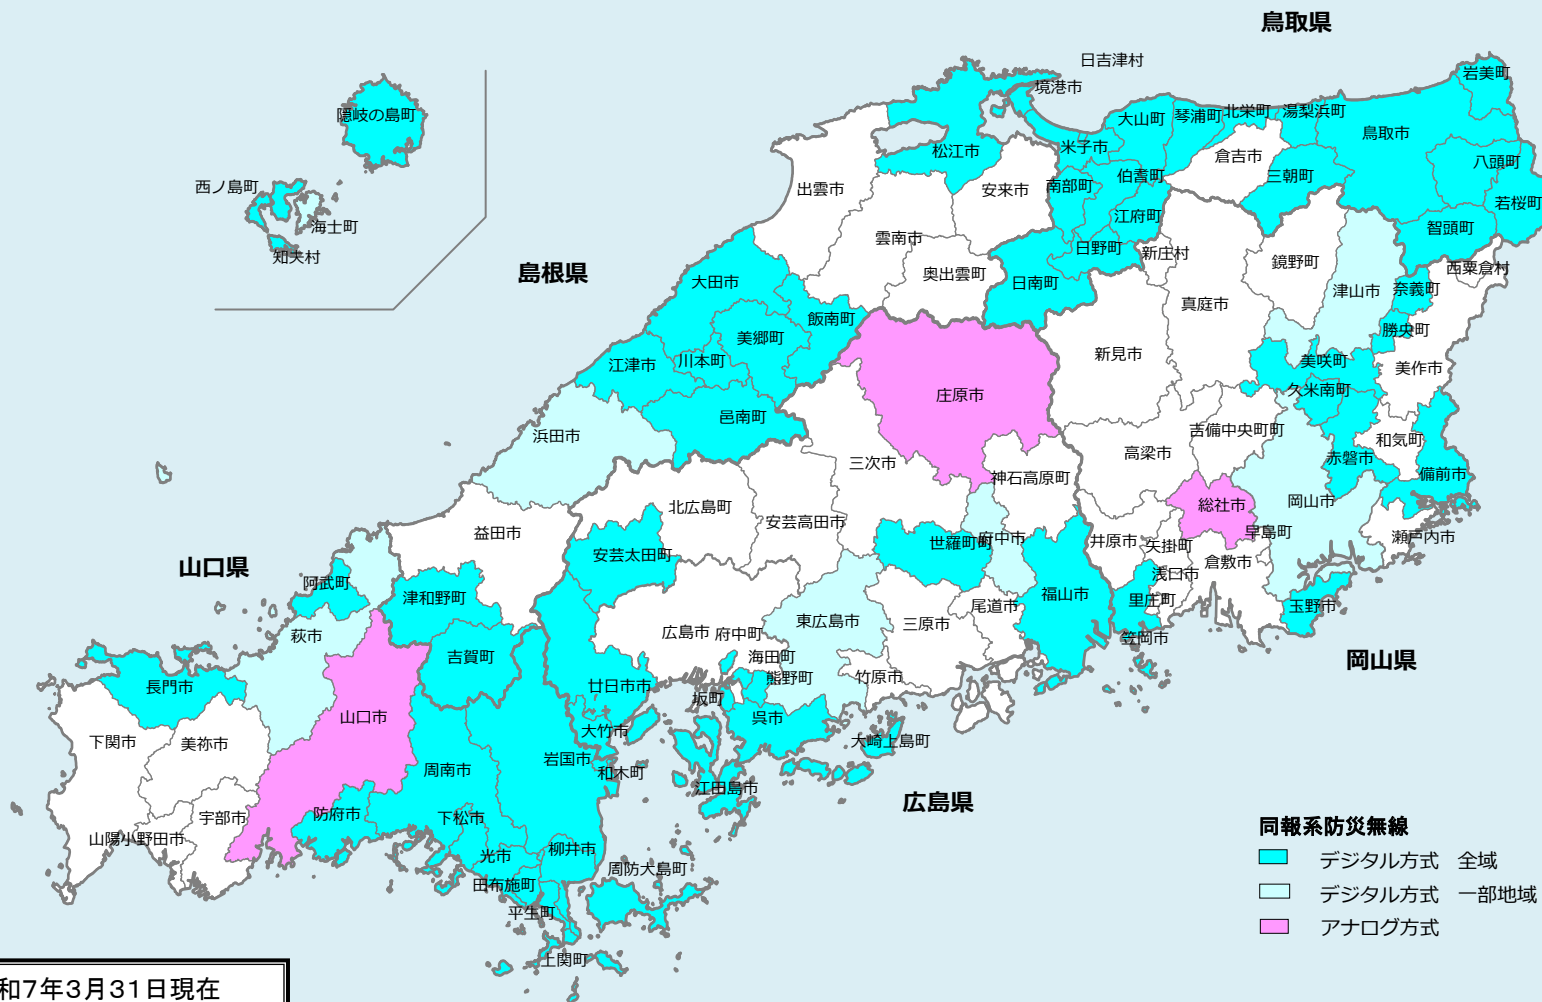 鳥取県
日吉津村
岩美町
境港市
隠岐の島町
大山町
琴浦町
北栄町
湯梨浜町
鳥取市
米子市
松江市
倉吉市
八頭町
西ノ島町
出雲市
安来市
南部町
伯耆町
三朝町
若桜町
海士町
江府町
智頭町
雲南市
日野町
新庄村
知夫村
島根県
奥出雲町
鏡野町
西粟倉村
大田市
日南町
津山市
奈義町
真庭市
飯南町
勝央町
美郷町
新見市
江津市
川本町
美咲町
美作市
久米南町
庄原市
邑南町
浜田市
吉備中央町町
和気町
高梁市
三次市
赤磐市
備前市
神石高原町
北広島町
岡山市
総社市
安芸高田市
益田市
早島町
瀬戸内市
府中市
井原市
世羅町町
矢掛町
安芸太田町
倉敷市
山口県
浅口市
阿武町
津和野町
福山市
里庄町
尾道市
玉野市
東広島市
三原市
広島市
府中町
萩市
笠岡市
海田町
吉賀町
岡山県
熊野町
竹原市
長門市
廿日市市
坂町
山口市
呉市
大竹市
下関市
美祢市
大崎上島町
岩国市
周南市
和木町
江田島市
広島県
防府市
下松市
宇部市
同報系防災無線
山陽小野田市
柳井市
光市
デジタル方式　全域
周防大島町
田布施町
デジタル方式　一部地域
平生町
アナログ方式
上関町
和7年3月31日現在